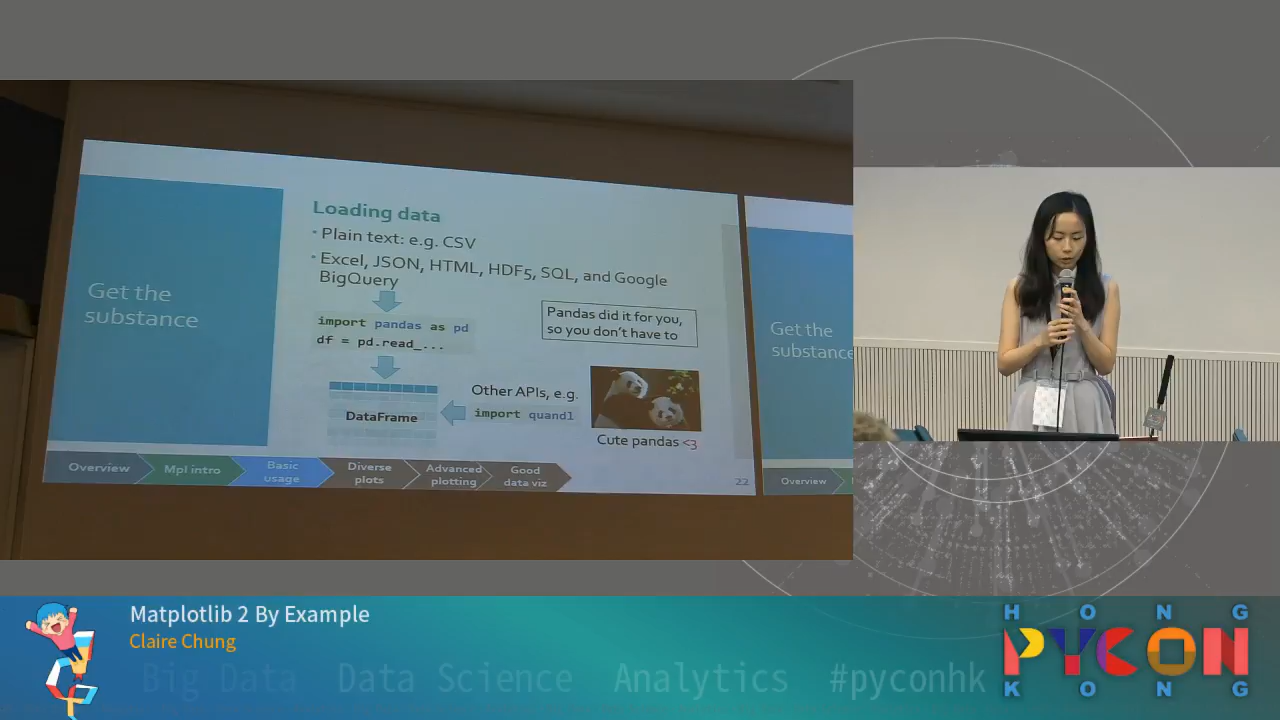 Get the
substance
Loading data
Plain text: e.g. CSV
Excel, JSON, HTML, HDF5, SQL, and Google
BigQuery
import pandas as pd
df = pd.read_...
Pandas did it for you,
so you don't have to
DataFrame
Other APIs, e.g.
import quandl
Cute pandas <3
Overview
Mpl intro
Basic
usage
Diverse
plots
Advanced
plotting
Good
data viz
22
Get the
substance
Overview
Matplotlib 2 By Example
Claire Chung
Big Data Data Science Analytics #pyconhk
HONG
PYCON
KONG